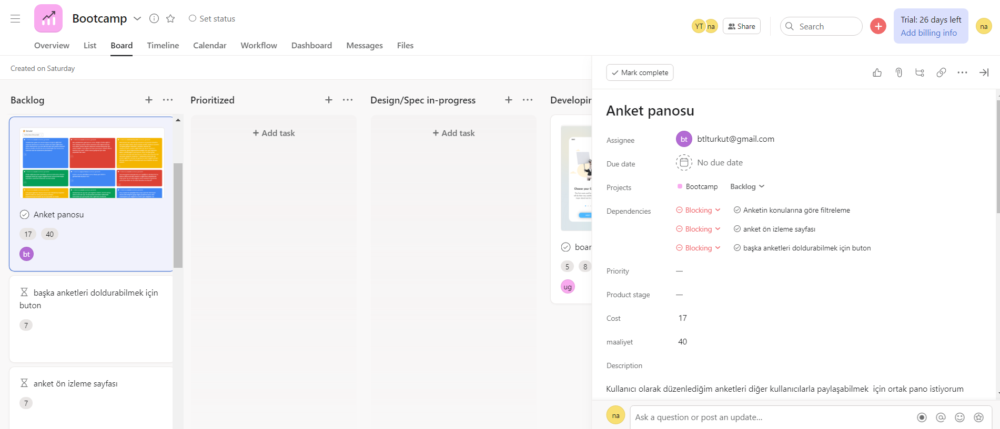 Bootcamp
Set status
YT
na
Share
Search
Trial: 26 days left
Add billing info
na
Overview
List
Board
Timeline
Calendar
Workflow
Dashboard
Messages
Files
Created on Saturday
Backlog
Anket panosu
17
40
bt
başka anketleri doldurabilmek için
buton
7
anket ön izleme sayfası
7
Prioritized
+ Add task
Design/Spec in-progress
+ Add task
Developin
Choose your C
boar
5
8
ug
Mark complete
Anket panosu
Assignee
bt
btlturkut@gmail.com
Due date
No due date
Projects
Bootcamp
Backlog
Dependencies
Blocking
Anketin konularına göre filtreleme
Blocking
anket ön izleme sayfası
Blocking
başka anketleri doldurabilmek için buton
Priority
—
Product stage
—
Cost
17
maaliyet
40
Description
Kullanıcı olarak düzenlediğim anketleri diğer kullanıcılarla paylaşabilmek için ortak pano istiyorum
na
Ask a question or post an update...